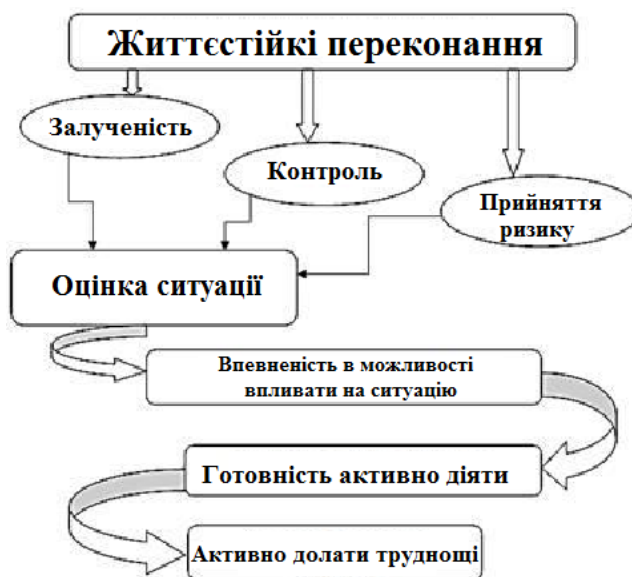 Життєстійкі переконання
Залученість
Контроль
Прийняття
ризику
Оцінка ситуації
Впевненість в можливості
впливати на ситуацію
Готовність активно діяти
Активно долати труднощі